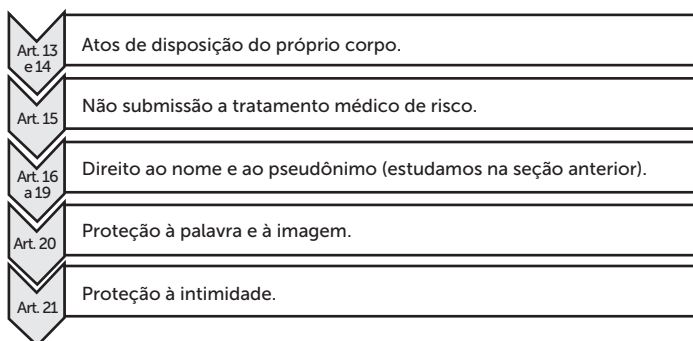 Art. 13
e 14
Atos de disposição do próprio corpo.
Art. 15
Não submissão a tratamento médico de risco.
Art. 16
a 19
Direito ao nome e ao pseudônimo (estudamos na seção anterior).
Art. 20
Proteção à palavra e à imagem.
Art. 21
Proteção à intimidade.